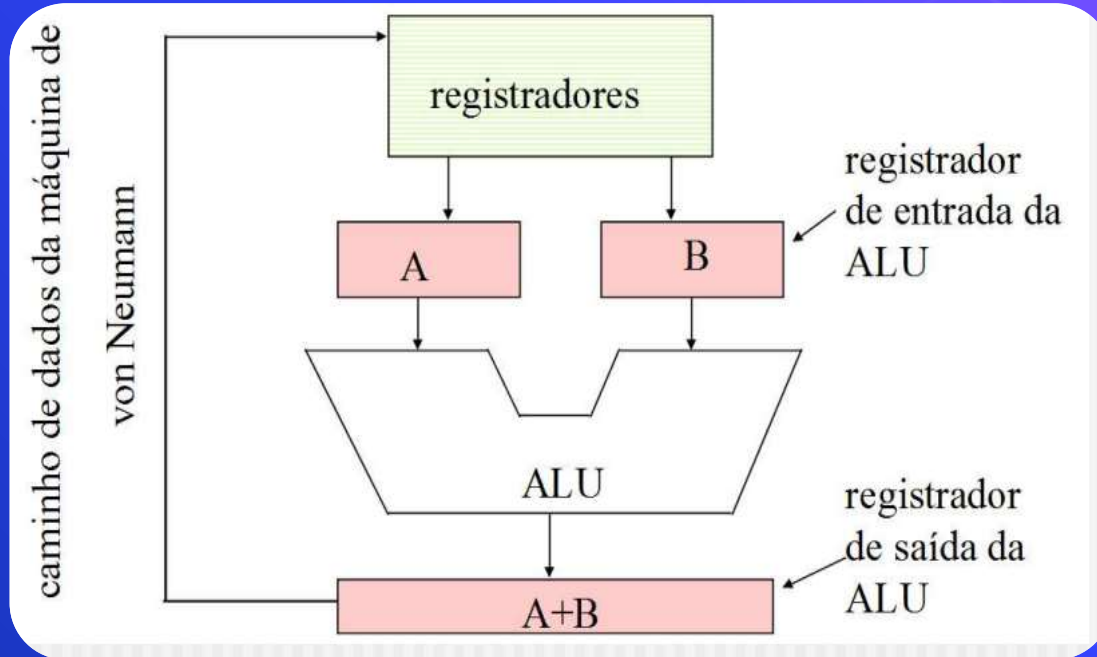 caminho de dados da máquina de
von Neumann
registradores
A
B
registrador
de entrada da
ALU
ALU
A+B
registrador
de saída da
ALU